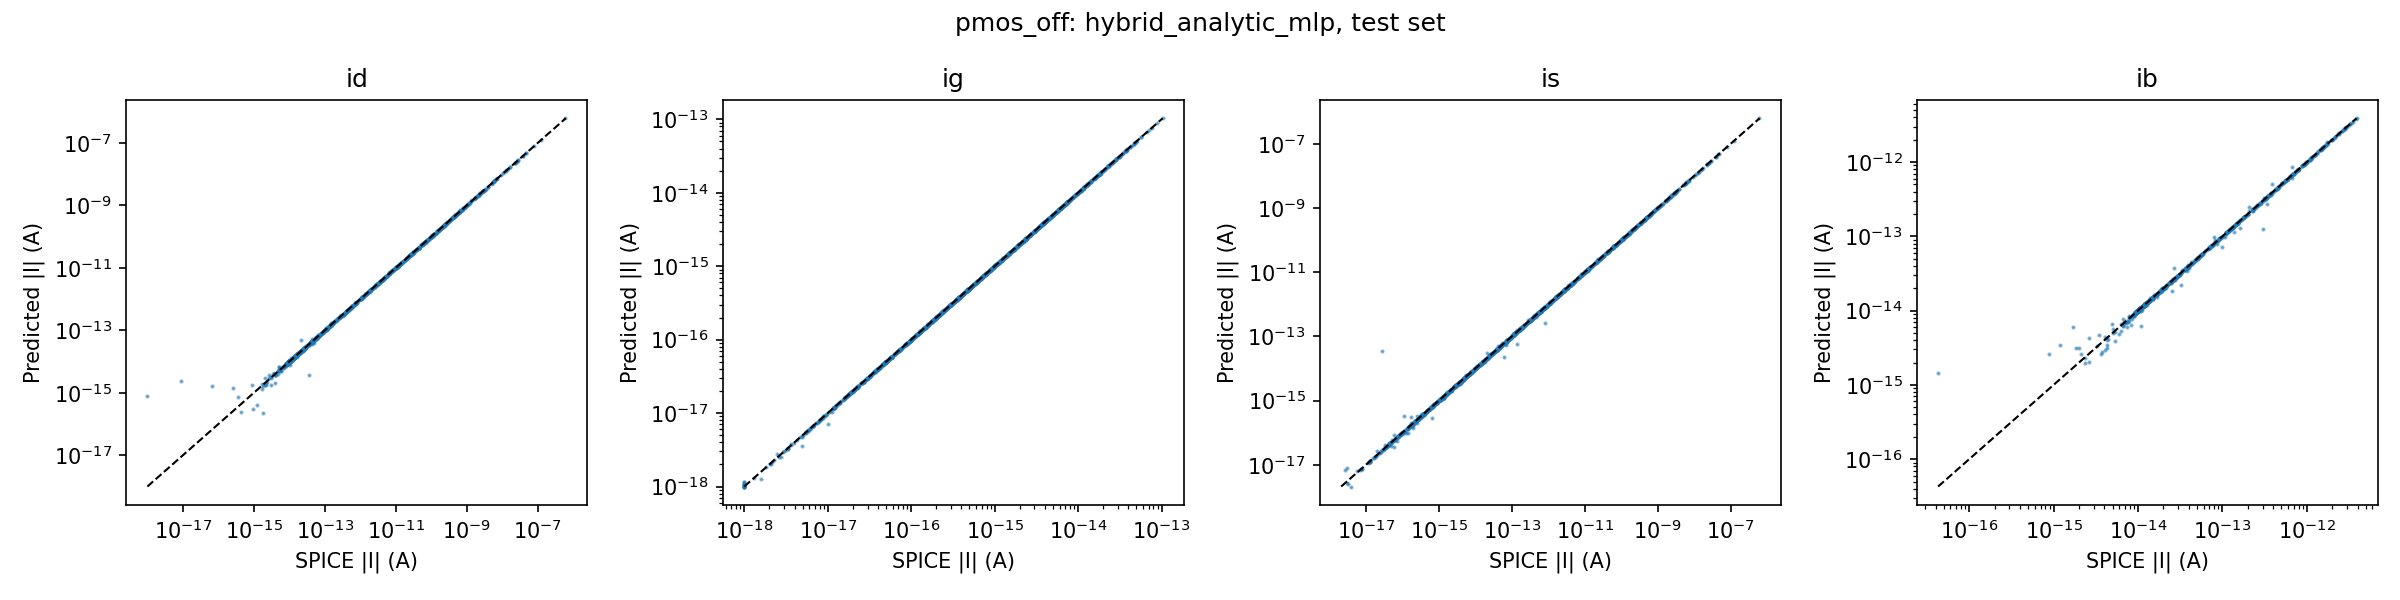 pmos_off: hybrid_analytic_mlp, test set
id
Predicted |I| (A)
10⁻⁷
10⁻⁹
10⁻¹¹
10⁻¹³
10⁻¹⁵
10⁻¹⁷
10⁻¹⁷ 10⁻¹⁵ 10⁻¹³ 10⁻¹¹ 10⁻⁹ 10⁻⁷
SPICE |I| (A)
ig
Predicted |I| (A)
10⁻¹³
10⁻¹⁴
10⁻¹⁵
10⁻¹⁶
10⁻¹⁷
10⁻¹⁸
10⁻¹⁸ 10⁻¹⁷ 10⁻¹⁶ 10⁻¹⁵ 10⁻¹⁴ 10⁻¹³
SPICE |I| (A)
is
Predicted |I| (A)
10⁻⁷
10⁻⁹
10⁻¹¹
10⁻¹³
10⁻¹⁵
10⁻¹⁷
10⁻¹⁷ 10⁻¹⁵ 10⁻¹³ 10⁻¹¹ 10⁻⁹ 10⁻⁷
SPICE |I| (A)
ib
Predicted |I| (A)
10⁻¹²
10⁻¹³
10⁻¹⁴
10⁻¹⁵
10⁻¹⁶
10⁻¹⁶ 10⁻¹⁵ 10⁻¹⁴ 10⁻¹³ 10⁻¹²
SPICE |I| (A)